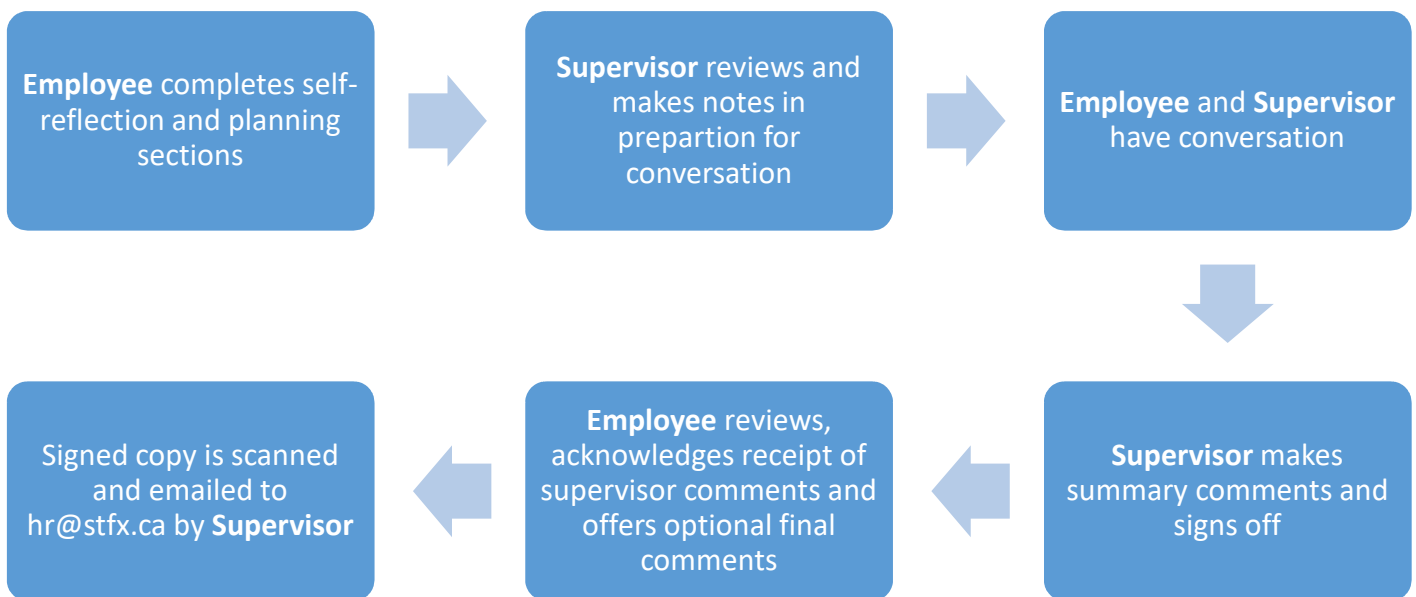 Employee completes self-
reflection and planning
sections
Supervisor reviews and
makes notes in
prepartion for
conversation
Employee and Supervisor
have conversation
Supervisor makes
summary comments and
signs off
Employee reviews,
acknowledges receipt of
supervisor comments and
offers optional final
comments
Signed copy is scanned
and emailed to
hr@stfx.ca by Supervisor